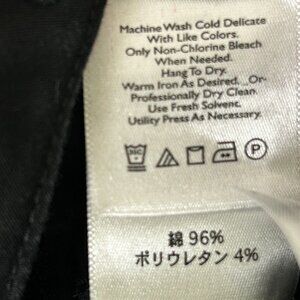 Machine Wash Cold Delicate
With Like Colors.
Only Non-Chlorine Bleach
When Needed.
Hang To Dry.
Warm Iron As Desired...Or-
Professionally Dry Clean.
Use Fresh Solvent.
Utility Press As Necessary.
P
綿 96%
ポリウレタン 4%